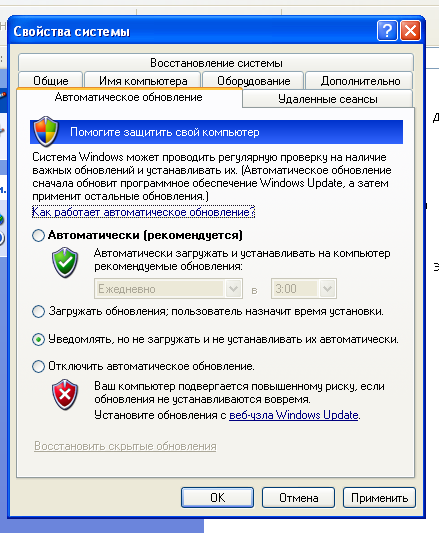 Свойства системы
Восстановление системы
Общие
Имя компьютера
Оборудование
Дополнительно
Автоматическое обновление
Удаленные сеансы
Помогите защитить свой компьютер
Система Windows может проводить регулярную проверку на наличие
важных обновлений и устанавливать их. (Автоматическое обновление
сначала обновит программное обеспечение Windows Update, а затем
применит остальные обновления.)
Как работает автоматическое обновление?
Автоматически (рекомендуется)
Автоматически загружать и устанавливать на компьютер
рекомендуемые обновления:
Ежедневно в 3:00
Загружать обновления; пользователь назначит время установки.
Уведомлять, но не загружать и не устанавливать их автоматически.
Отключить автоматическое обновление.
Ваш компьютер подвергается повышенному риску, если
обновления не устанавливаются вовремя.
Установите обновления с веб-узла Windows Update.
Восстановить скрытые обновления
OK
Отмена
Применить